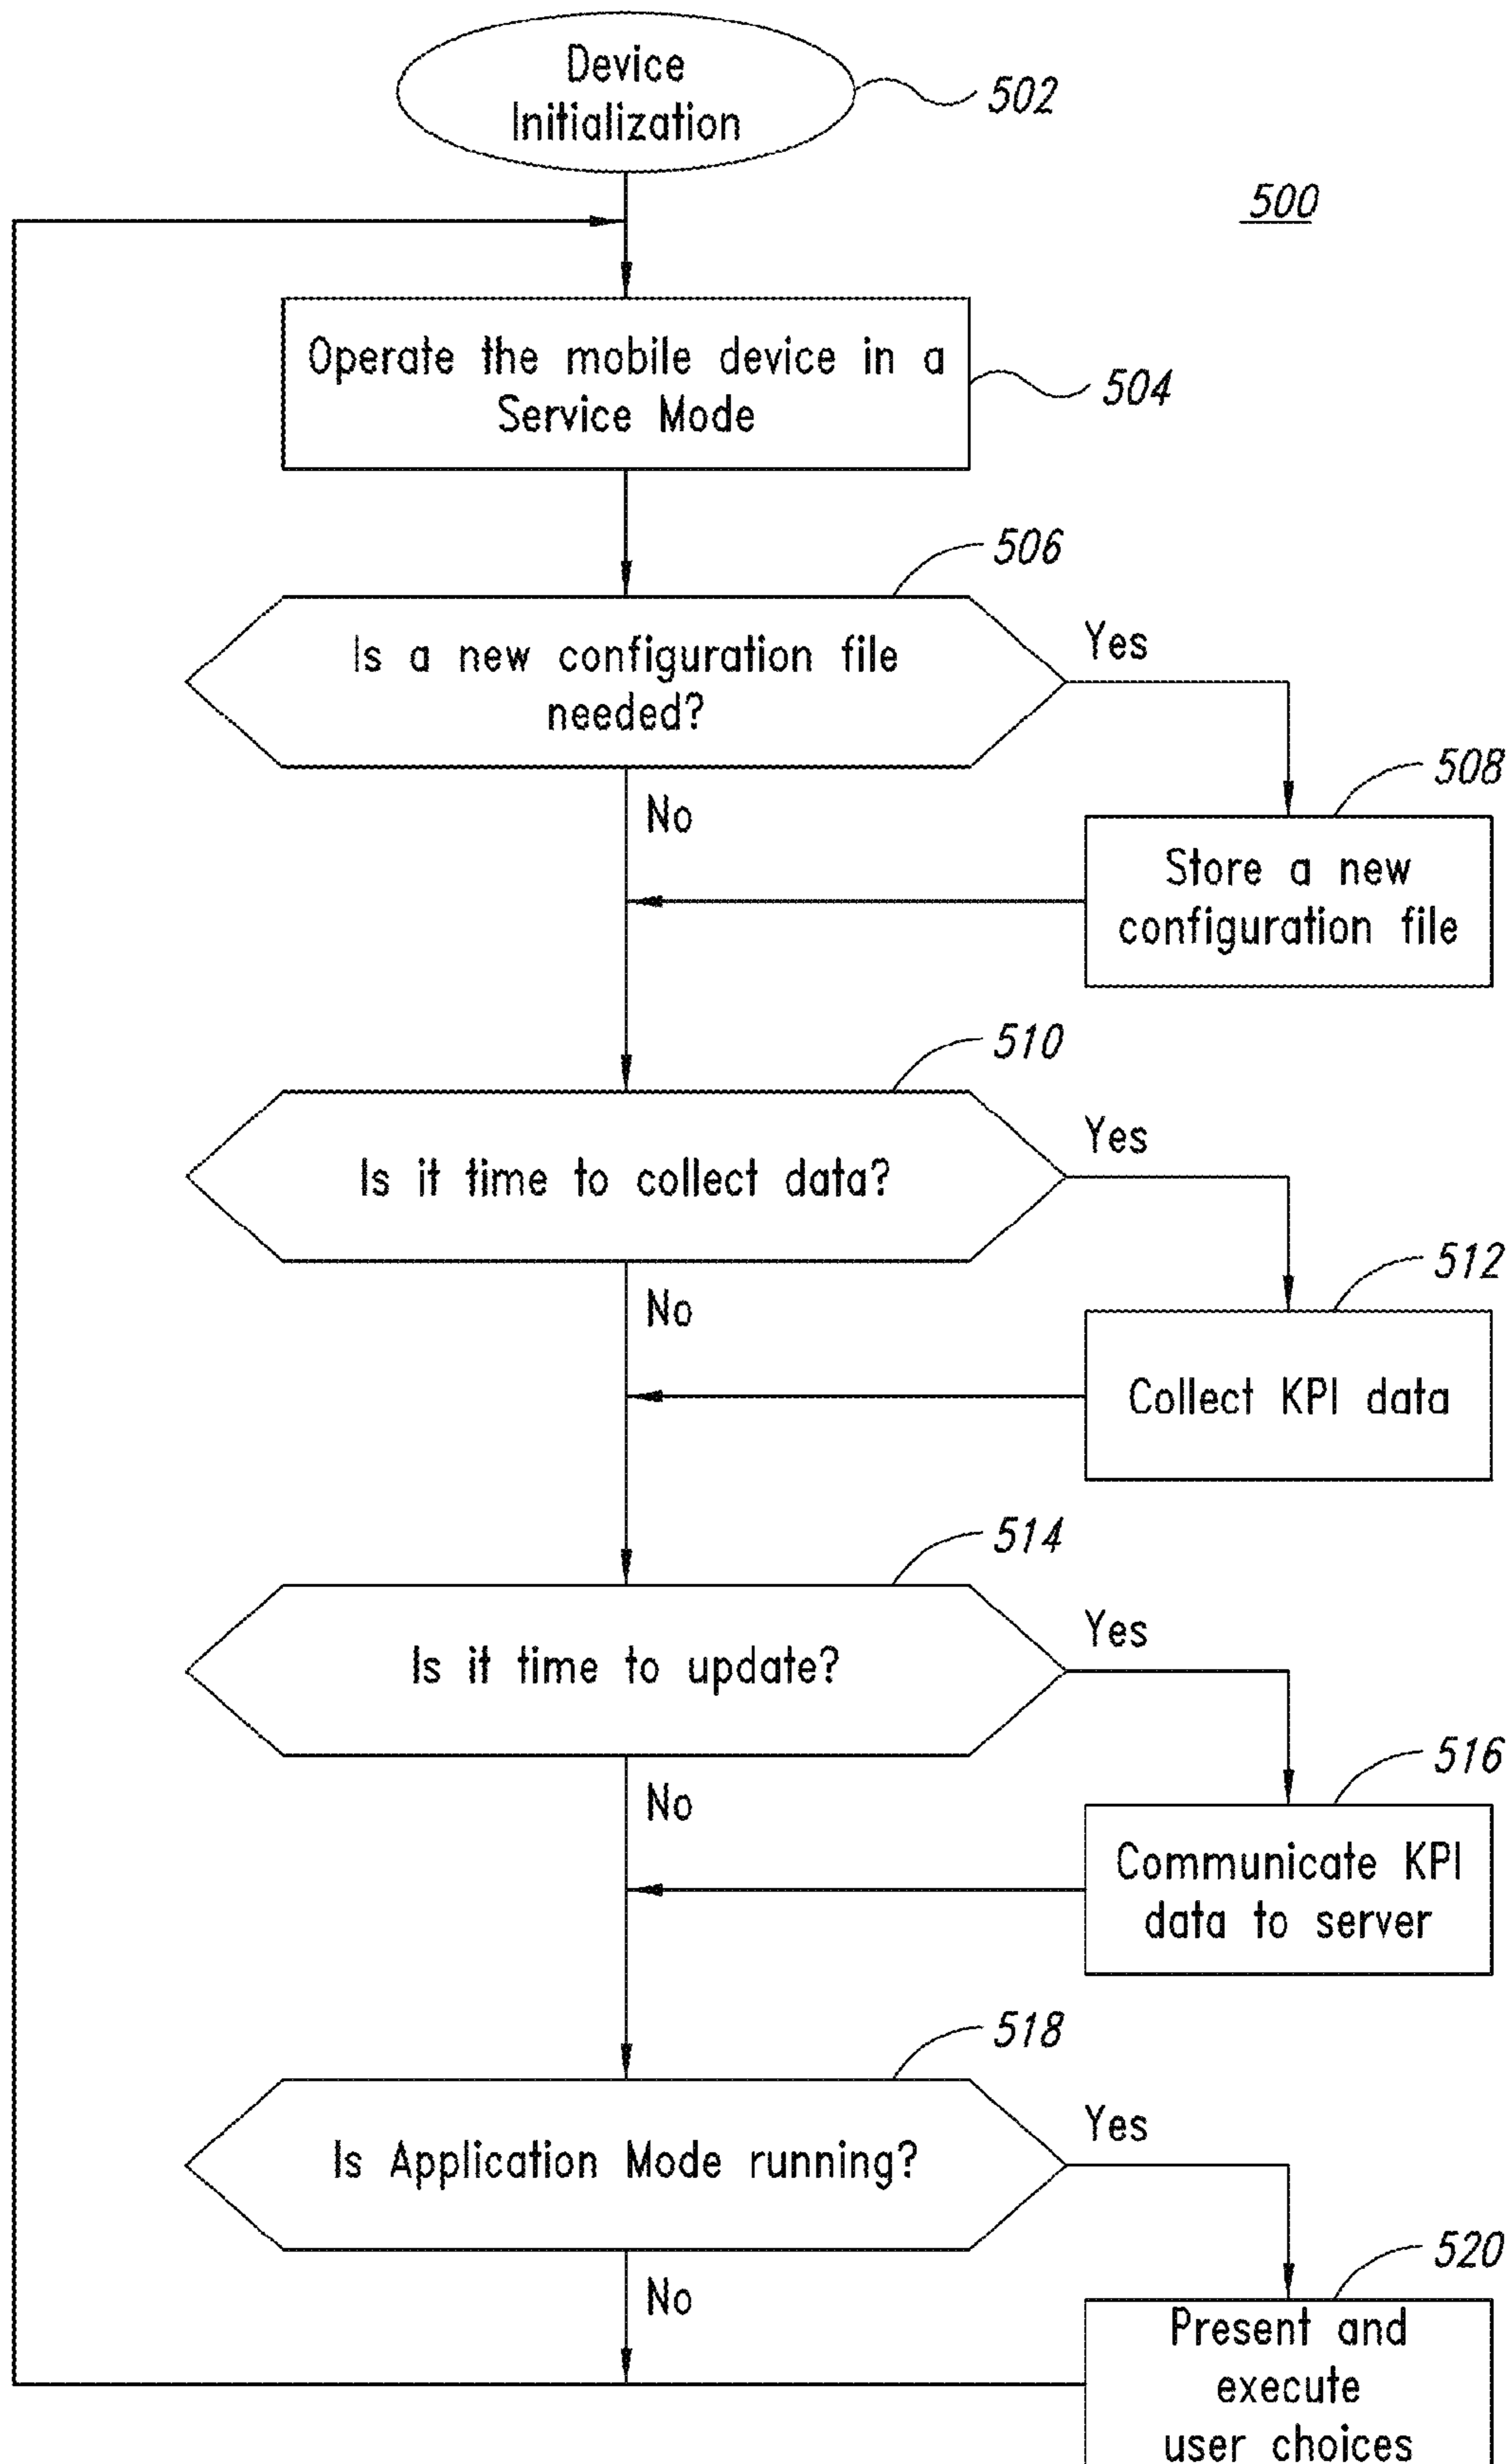 Device
Initialization
502
500
Operate the mobile device in a
Service Mode
504
506
Is a new configuration file
needed?
Yes
508
No
Store a new
configuration file
510
Is it time to collect data?
Yes
512
No
Collect KPI data
514
Is it time to update?
Yes
516
No
Communicate KPI
data to server
518
Is Application Mode running?
Yes
520
No
Present and
execute
user choices